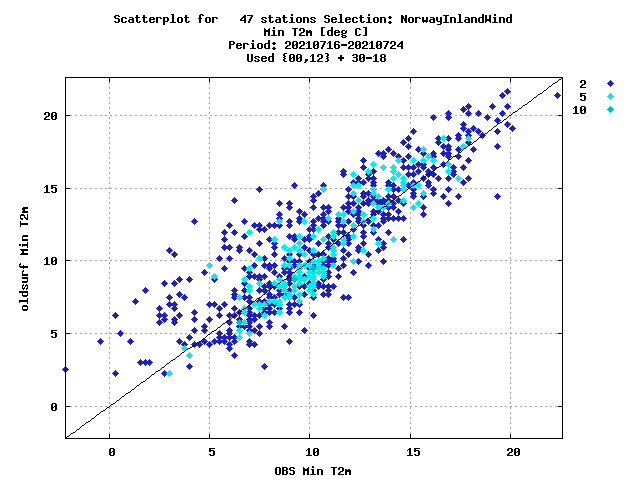 Scatterplot for   47 stations Selection: NorwayInlandWind
Min T2m [deg C]
Period: 20210716-20210724
Used {00,12} + 30-18
2
5
10
20
15
10
5
0
oldsurf Min T2m
0 5 10 15 20
OBS Min T2m